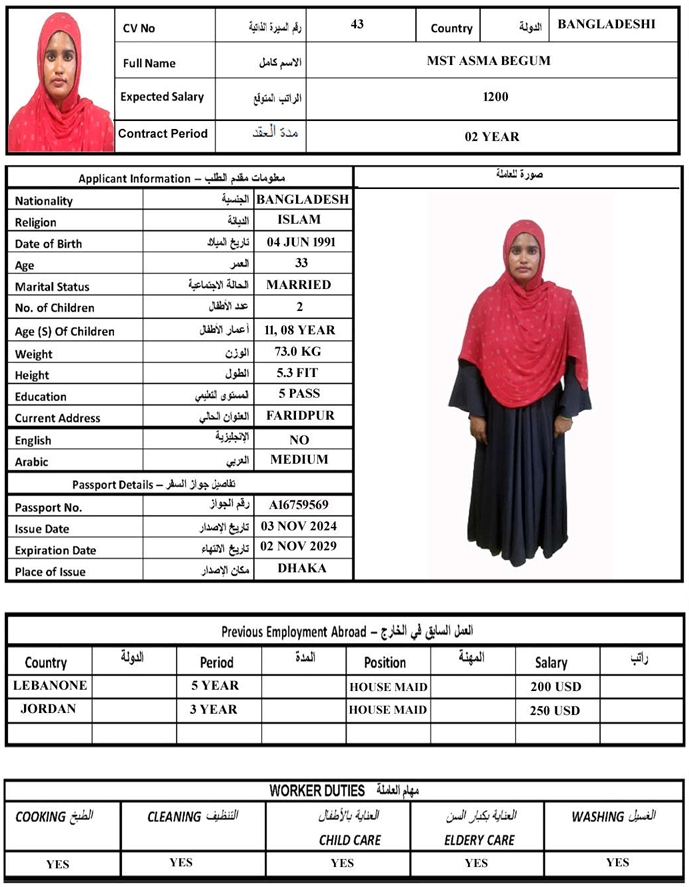 CV No رقم السيرة الذاتية 43 Country الدولة BANGLADESHI
Full Name الاسم كامل MST ASMA BEGUM
Expected Salary الراتب المتوقع 1200
Contract Period مدة العقد 02 YEAR
Applicant Information – معلومات مقدم الطلب
صورة للعاملة
Nationality الجنسية BANGLADESH
Religion الديانة ISLAM
Date of Birth تاريخ الميلاد 04 JUN 1991
Age العمر 33
Marital Status الحالة الاجتماعية MARRIED
No. of Children عدد الأطفال 2
Age (S) Of Children أعمار الأطفال 11, 08 YEAR
Weight الوزن 73.0 KG
Height الطول 5.3 FIT
Education المستوى التعليمي 5 PASS
Current Address العنوان الحالي FARIDPUR
English الإنجليزية NO
Arabic العربي MEDIUM
Passport Details – تفاصيل جواز السفر
Passport No. رقم الجواز A16759569
Issue Date تاريخ الإصدار 03 NOV 2024
Expiration Date تاريخ الانتهاء 02 NOV 2029
Place of Issue مكان الإصدار DHAKA
Previous Employment Abroad – العمل السابق في الخارج
Country الدولة Period المدة Position المهنة Salary راتب
LEBANONE 5 YEAR HOUSE MAID 200 USD
JORDAN 3 YEAR HOUSE MAID 250 USD
WORKER DUTIES مهام العاملة
COOKING الطبخ CLEANING التنظيف العناية بالأطفال العناية بكبار السن WASHING الغسيل
CHILD CARE ELDERY CARE
YES YES YES YES YES